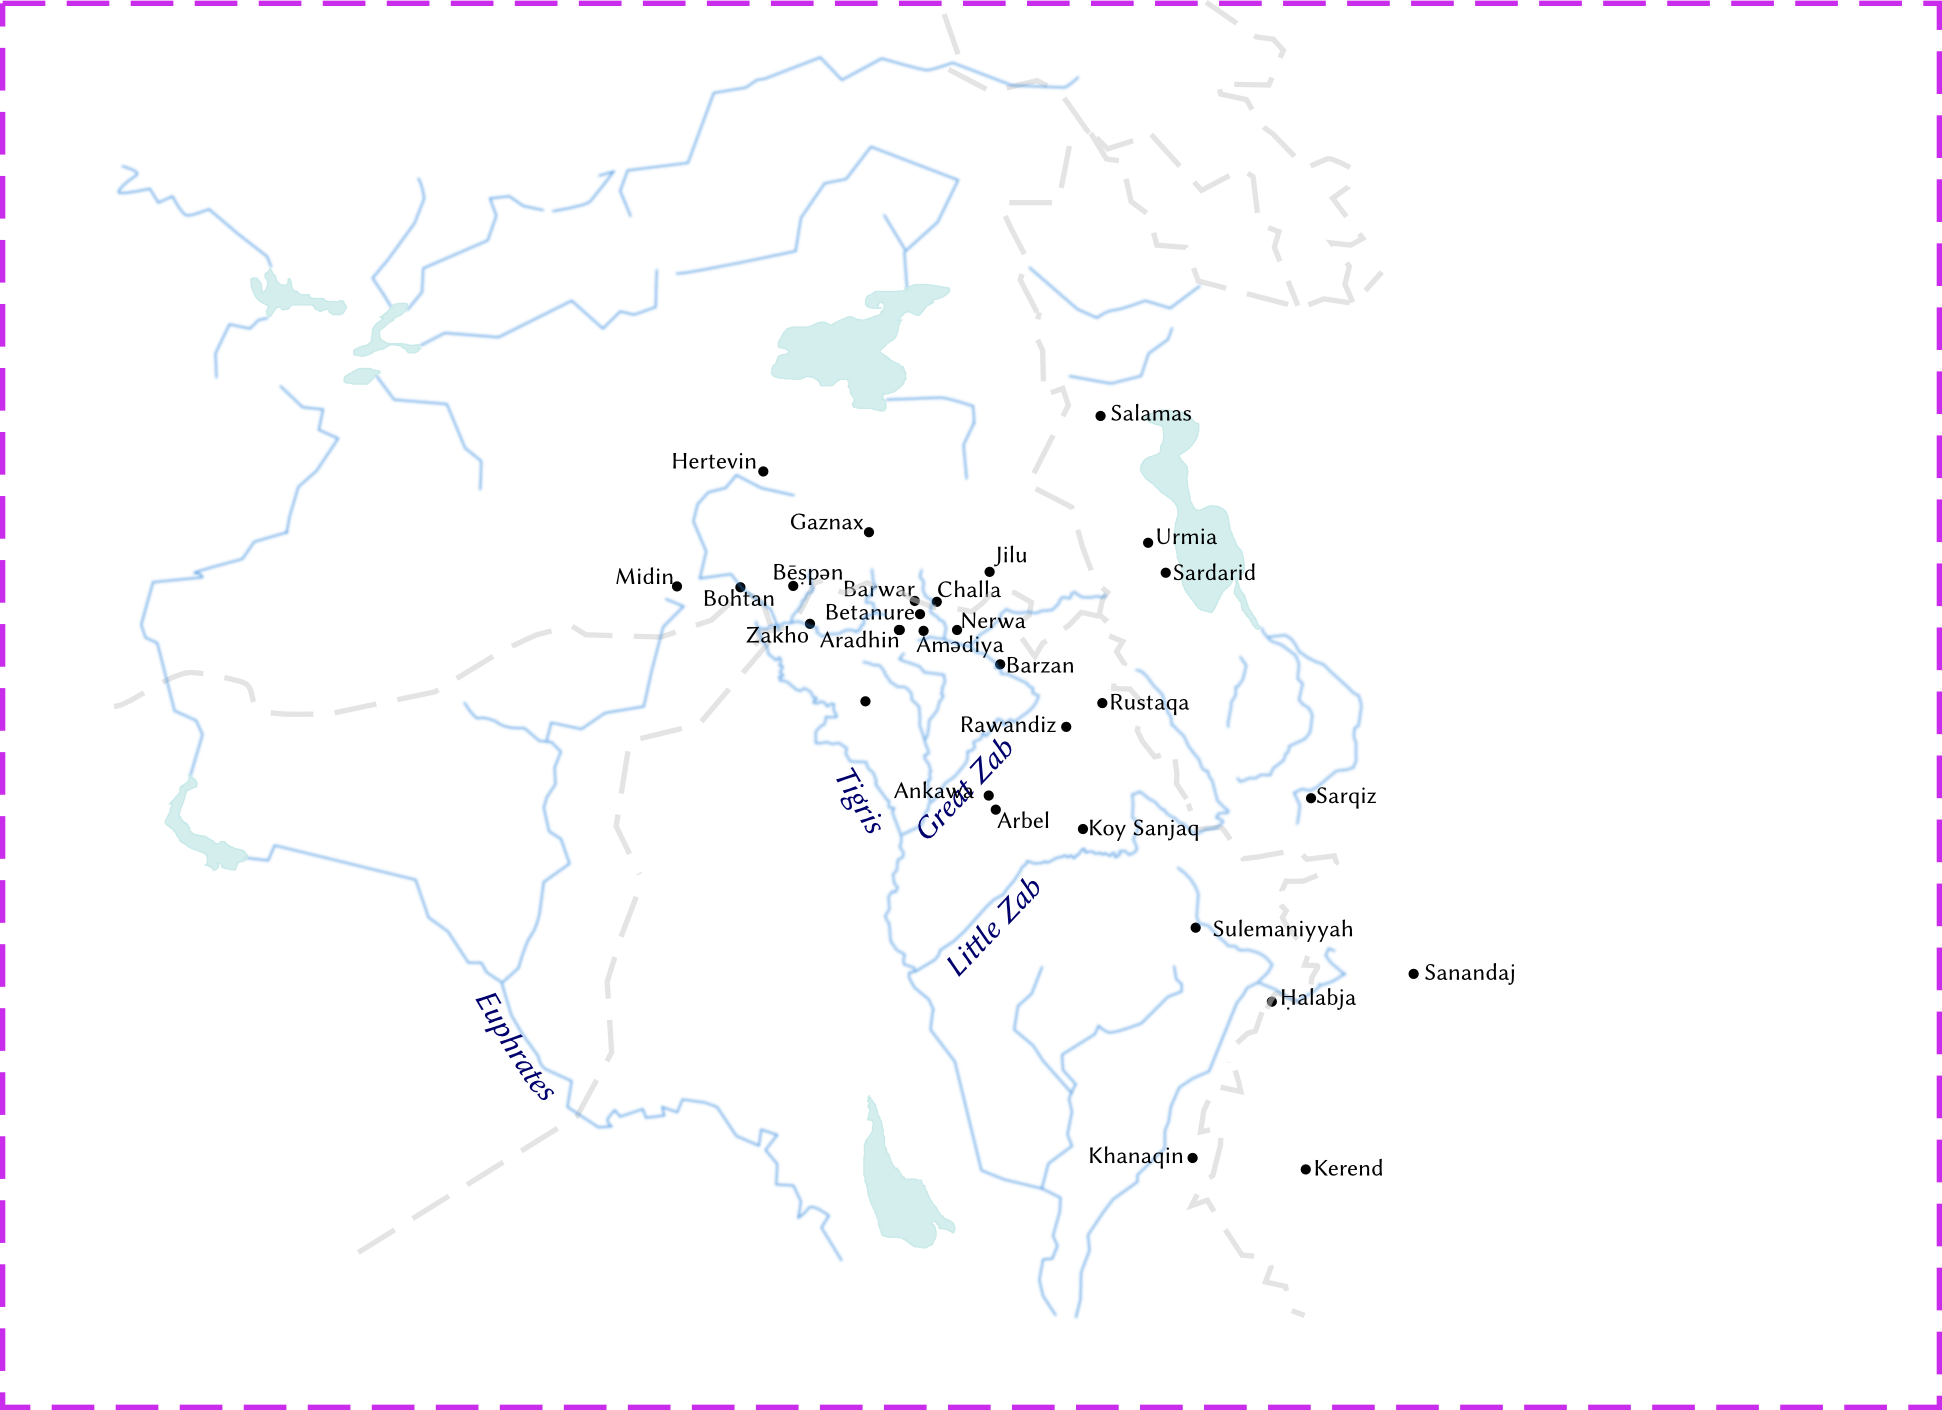 Salamas
Hertevin
Gaznax
Urmia
Jilu
Sardarid
Midin
Bēṣpən
Barwar
Challa
Bohtan
Betanure
Nerwa
Zakho
Aradhin
Amədiya
Barzan
Rustaqa
Rawandiz
Great Zab
Tigris
Ankawa
Sarqiz
Arbel
Koy Sanjaq
Little Zab
Sulemaniyyah
Sanandaj
Ḥalabja
Euphrates
Khanaqin
Kerend